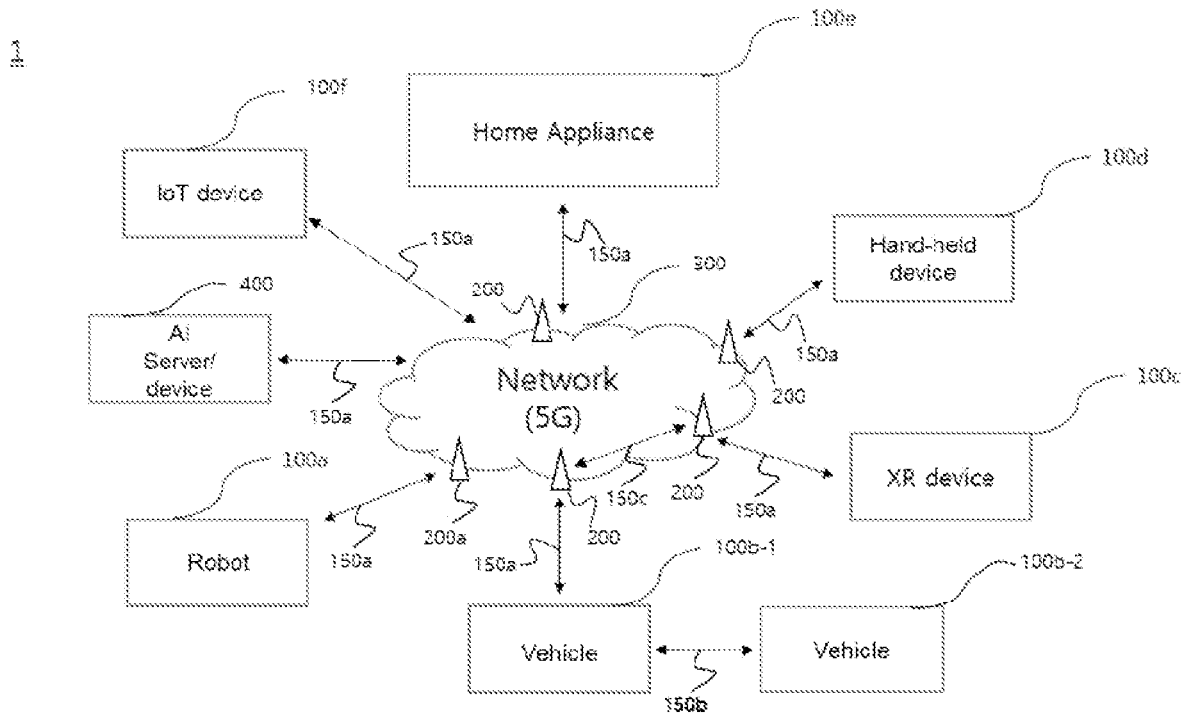 1
100e
100f
Home Appliance
IoT device
100d
Hand-held
device
150a
150a
300
200
400
AI
Server/
device
150a
150a
200
Network
(5G)
100c
XR device
100a
150c
200
150a
Robot
150a
200a
200
150a
100b-1
100b-2
Vehicle
Vehicle
150b